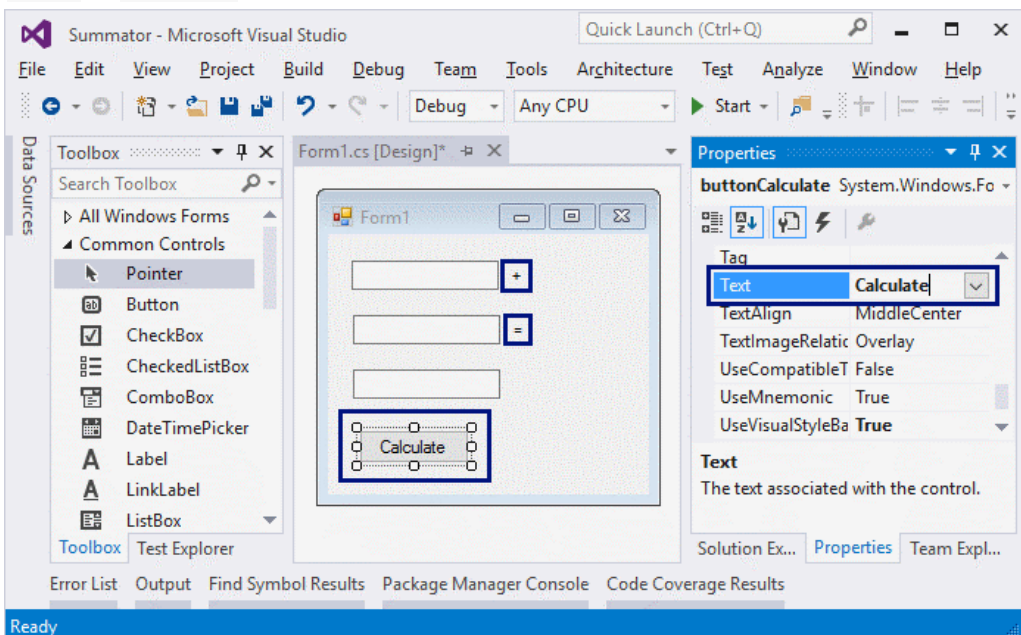 Summator - Microsoft Visual Studio
Quick Launch (Ctrl+Q)
File Edit View Project Build Debug Team Tools Architecture Test Analyze Window Help
Debug Any CPU Start
Data Sources
Toolbox
Search Toolbox
All Windows Forms
Common Controls
Pointer
Button
CheckBox
CheckedListBox
ComboBox
DateTimePicker
Label
LinkLabel
ListBox
Toolbox Test Explorer
Form1.cs [Design]*
Form1
+
=
Calculate
Properties
buttonCalculate System.Windows.Fo
Tag
Text Calculate
TextAlign MiddleCenter
TextImageRelatic Overlay
UseCompatibleT False
UseMnemonic True
UseVisualStyleBa True
Text
The text associated with the control.
Solution Ex... Properties Team Expl...
Error List Output Find Symbol Results Package Manager Console Code Coverage Results
Ready